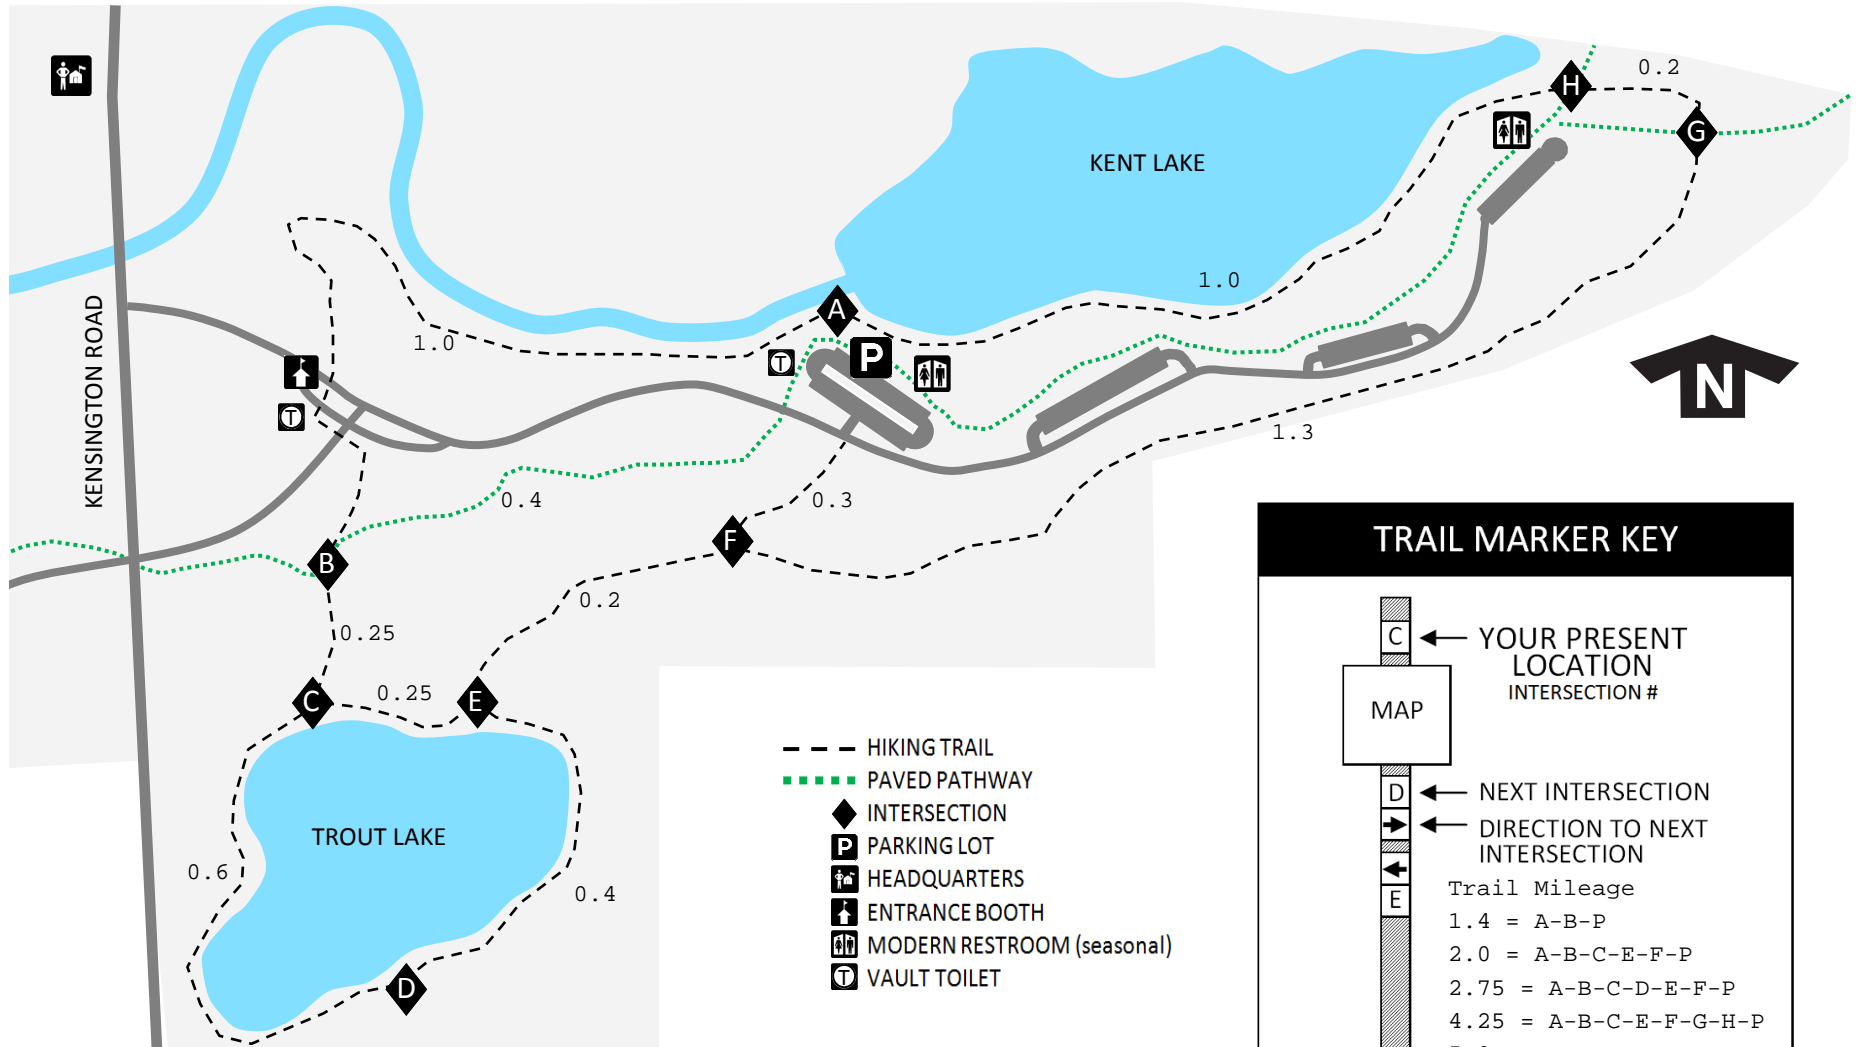 0.2
H
G
KENT LAKE
KENSINGTON ROAD
1.0
A
1.0
P
T
T
N
1.3
0.4
0.3
F
B
0.2
0.25
C
0.25
E
TROUT LAKE
0.6
0.4
D
HIKING TRAIL
PAVED PATHWAY
INTERSECTION
P PARKING LOT
HEADQUARTERS
ENTRANCE BOOTH
MODERN RESTROOM (seasonal)
T VAULT TOILET
TRAIL MARKER KEY
C
YOUR PRESENT
LOCATION
INTERSECTION #
MAP
D
NEXT INTERSECTION
DIRECTION TO NEXT
INTERSECTION
E
Trail Mileage
1.4 = A-B-P
2.0 = A-B-C-E-F-P
2.75 = A-B-C-D-E-F-P
4.25 = A-B-C-E-F-G-H-P